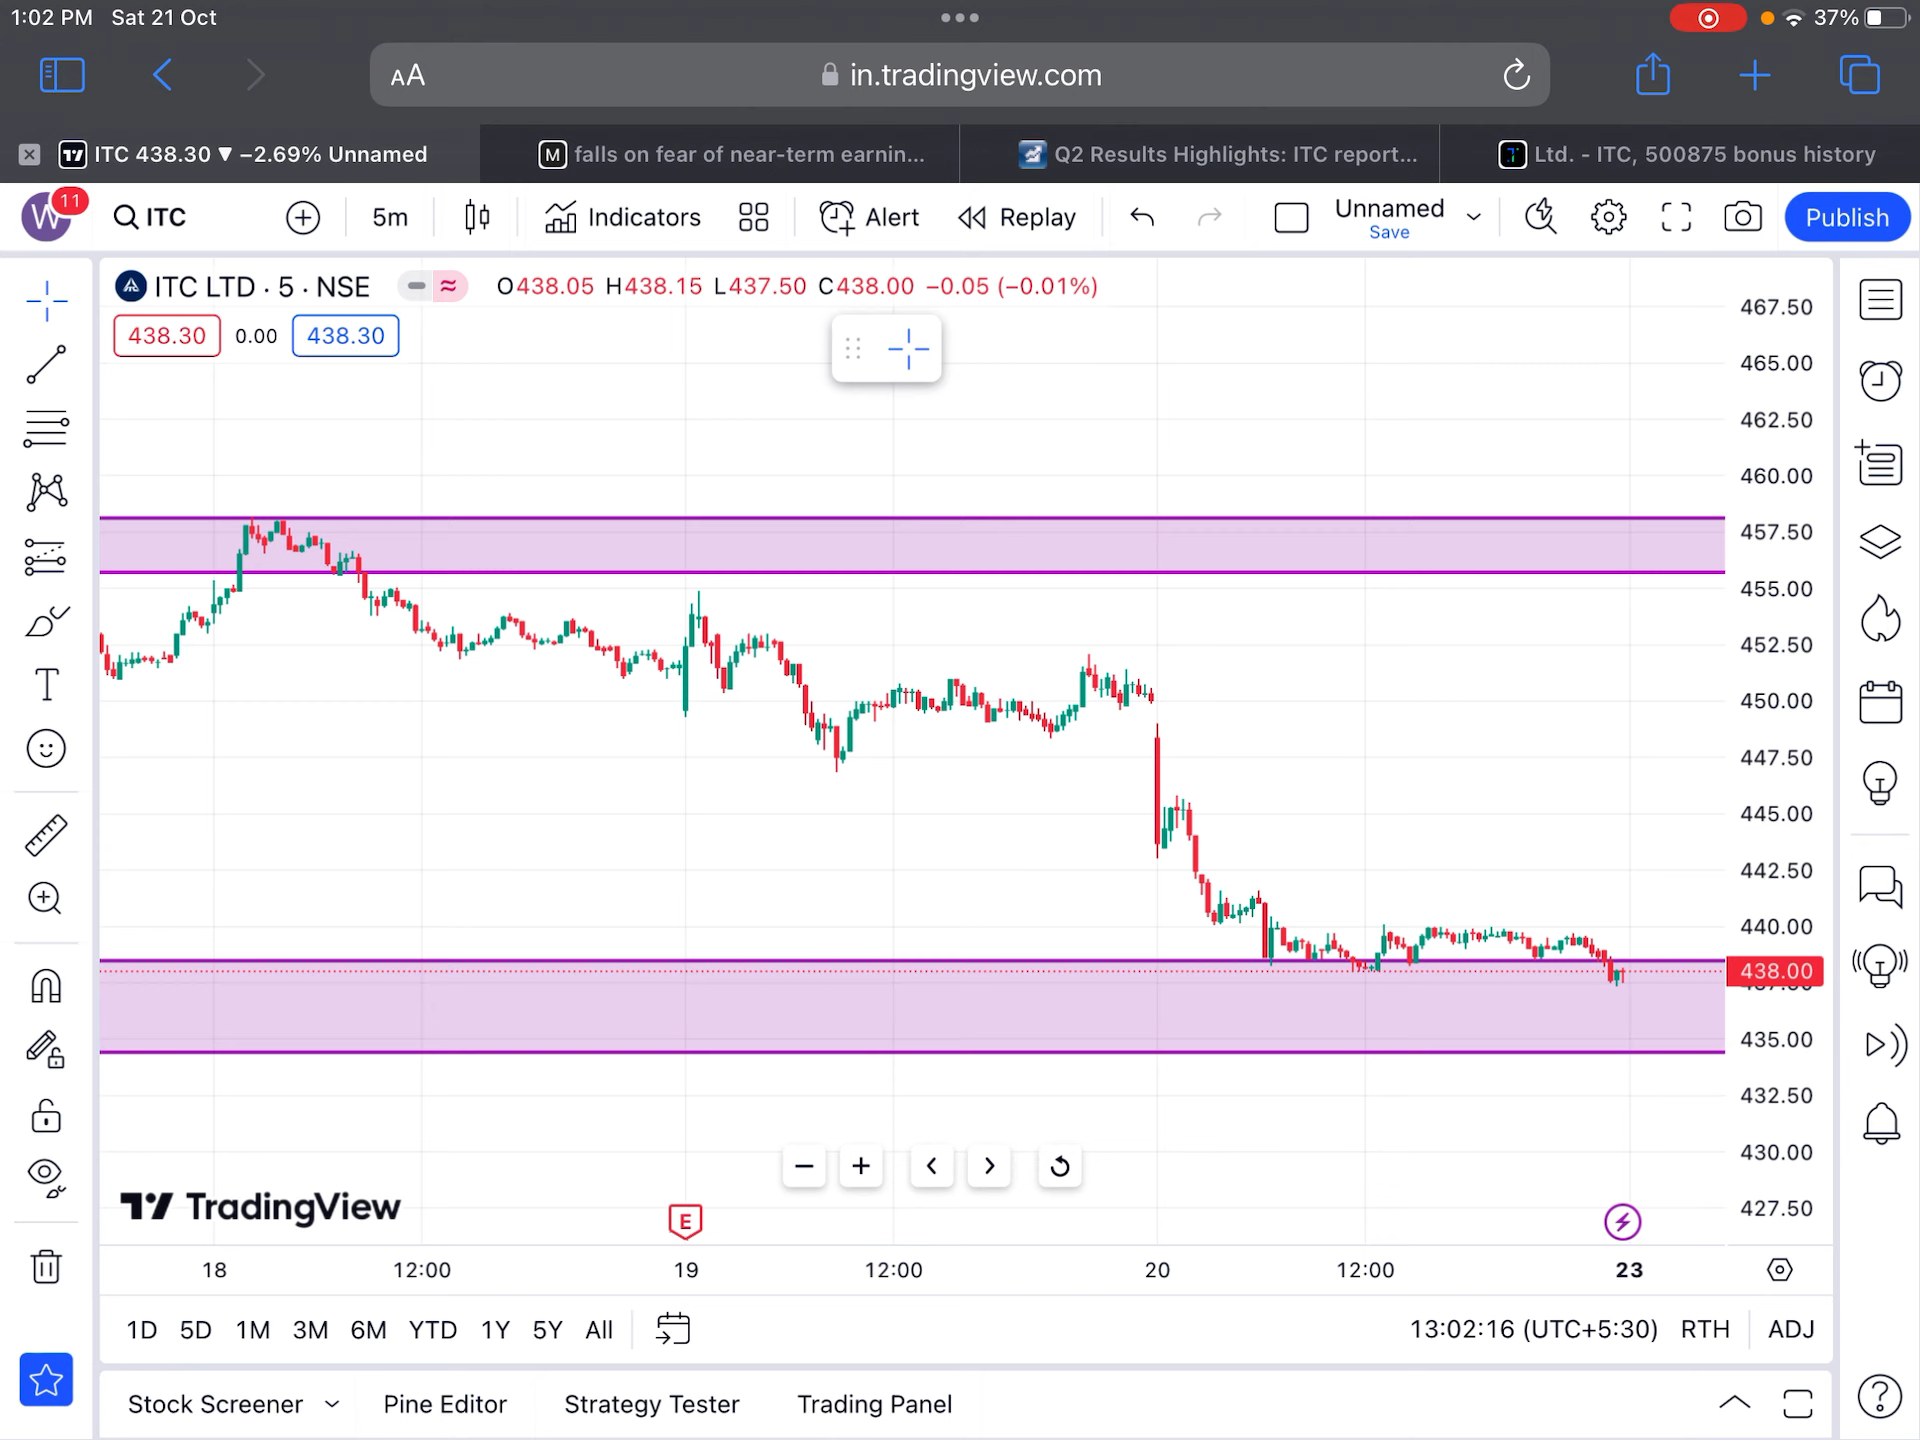 1:02 PM Sat 21 Oct
37%
AA in.tradingview.com
ITC 438.30 ▼ −2.69% Unnamed
M falls on fear of near-term earnin...
Q2 Results Highlights: ITC report...
Ltd. - ITC, 500875 bonus history
W 11 ITC 5m Indicators Alert Replay Unnamed Publish
Save
ITC LTD · 5 · NSE O438.05 H438.15 L437.50 C438.00 −0.05 (−0.01%)
438.30 0.00 438.30
467.50
465.00
462.50
460.00
457.50
455.00
452.50
450.00
447.50
445.00
442.50
440.00
438.00
435.00
432.50
430.00
427.50
TradingView
E
18 12:00 19 12:00 20 12:00 23
1D 5D 1M 3M 6M YTD 1Y 5Y All 13:02:16 (UTC+5:30) RTH ADJ
Stock Screener Pine Editor Strategy Tester Trading Panel